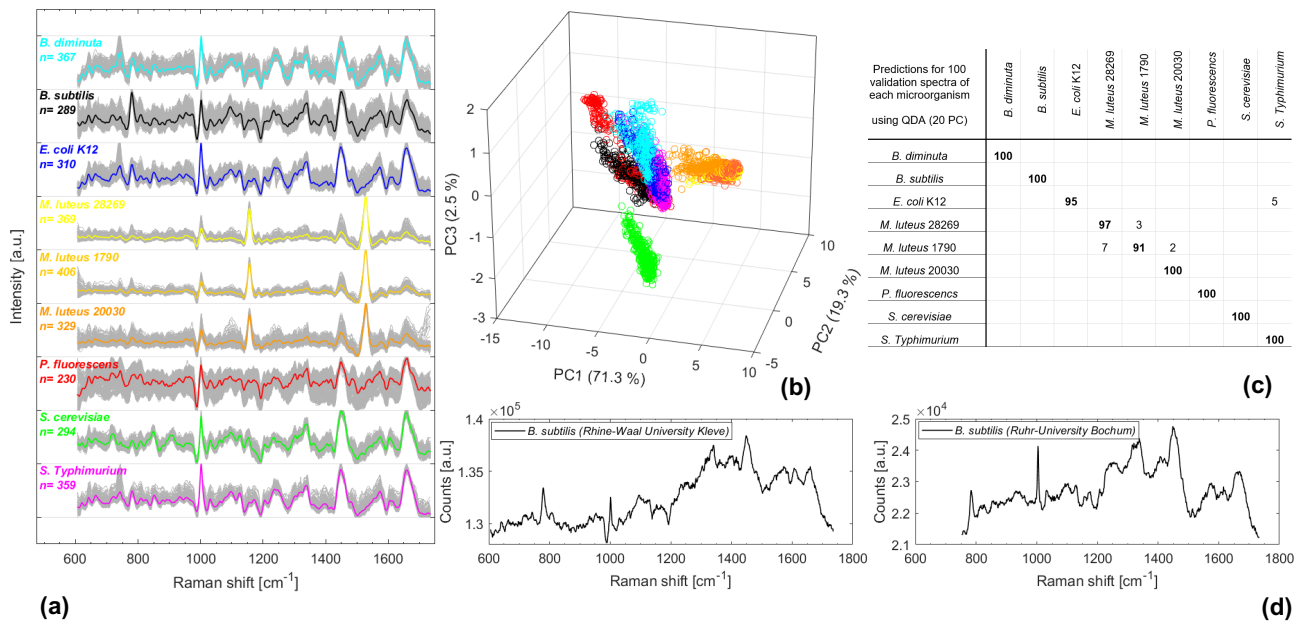 B. diminuta
n= 367
B. subtilis
n= 289
E. coli K12
n= 310
M. luteus 28269
n= 369
M. luteus 1790
n= 406
M. luteus 20030
n= 329
P. fluorescens
n= 230
S. cerevisiae
n= 294
S. Typhimurium
n= 359
Intensity [a.u.]
600 800 1000 1200 1400 1600
Raman shift [cm⁻¹]
(a)
2
1
0
-1
-2
-3
PC3 (2.5 %)
-15
-10
-5
0
5
PC1 (71.3 %)
10
5
0
-5
PC2 (19.3 %)
(b)
Predictions for 100
validation spectra of
each microorganism
using QDA (20 PC)
B. diminuta
B. subtilis
E. coli K12
M. luteus 28269
M. luteus 1790
M. luteus 20030
P. fluorescencs
S. cerevisiae
S. Typhimurium
B. diminuta 100
B. subtilis 100
E. coli K12 95 5
M. luteus 28269 97 3
M. luteus 1790 7 91 2
M. luteus 20030 100
P. fluorescencs 100
S. cerevisiae 100
S. Typhimurium 100
(c)
×10⁵
1.4
1.35
1.3
Counts [a.u.]
B. subtilis (Rhine-Waal University Kleve)
600 800 1000 1200 1400 1600 1800
Raman shift [cm⁻¹]
×10⁴
2.5
2.4
2.3
2.2
2.1
Counts [a.u.]
B. subtilis (Ruhr-University Bochum)
600 800 1000 1200 1400 1600 1800
Raman shift [cm⁻¹]
(d)